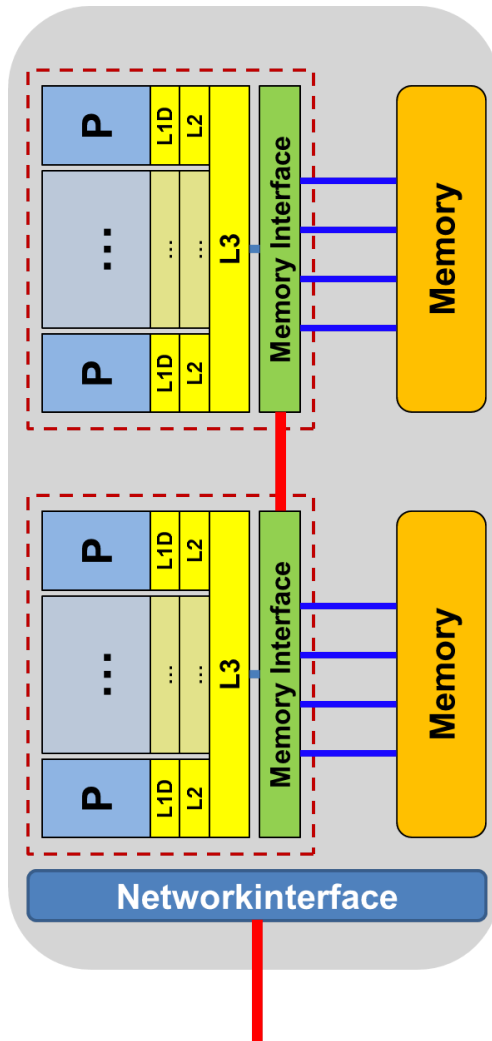 P
L1D
L2
...
...
...
L3
P
L1D
L2
Memory Interface
Memory
P
L1D
L2
...
...
...
L3
P
L1D
L2
Memory Interface
Memory
Networkinterface